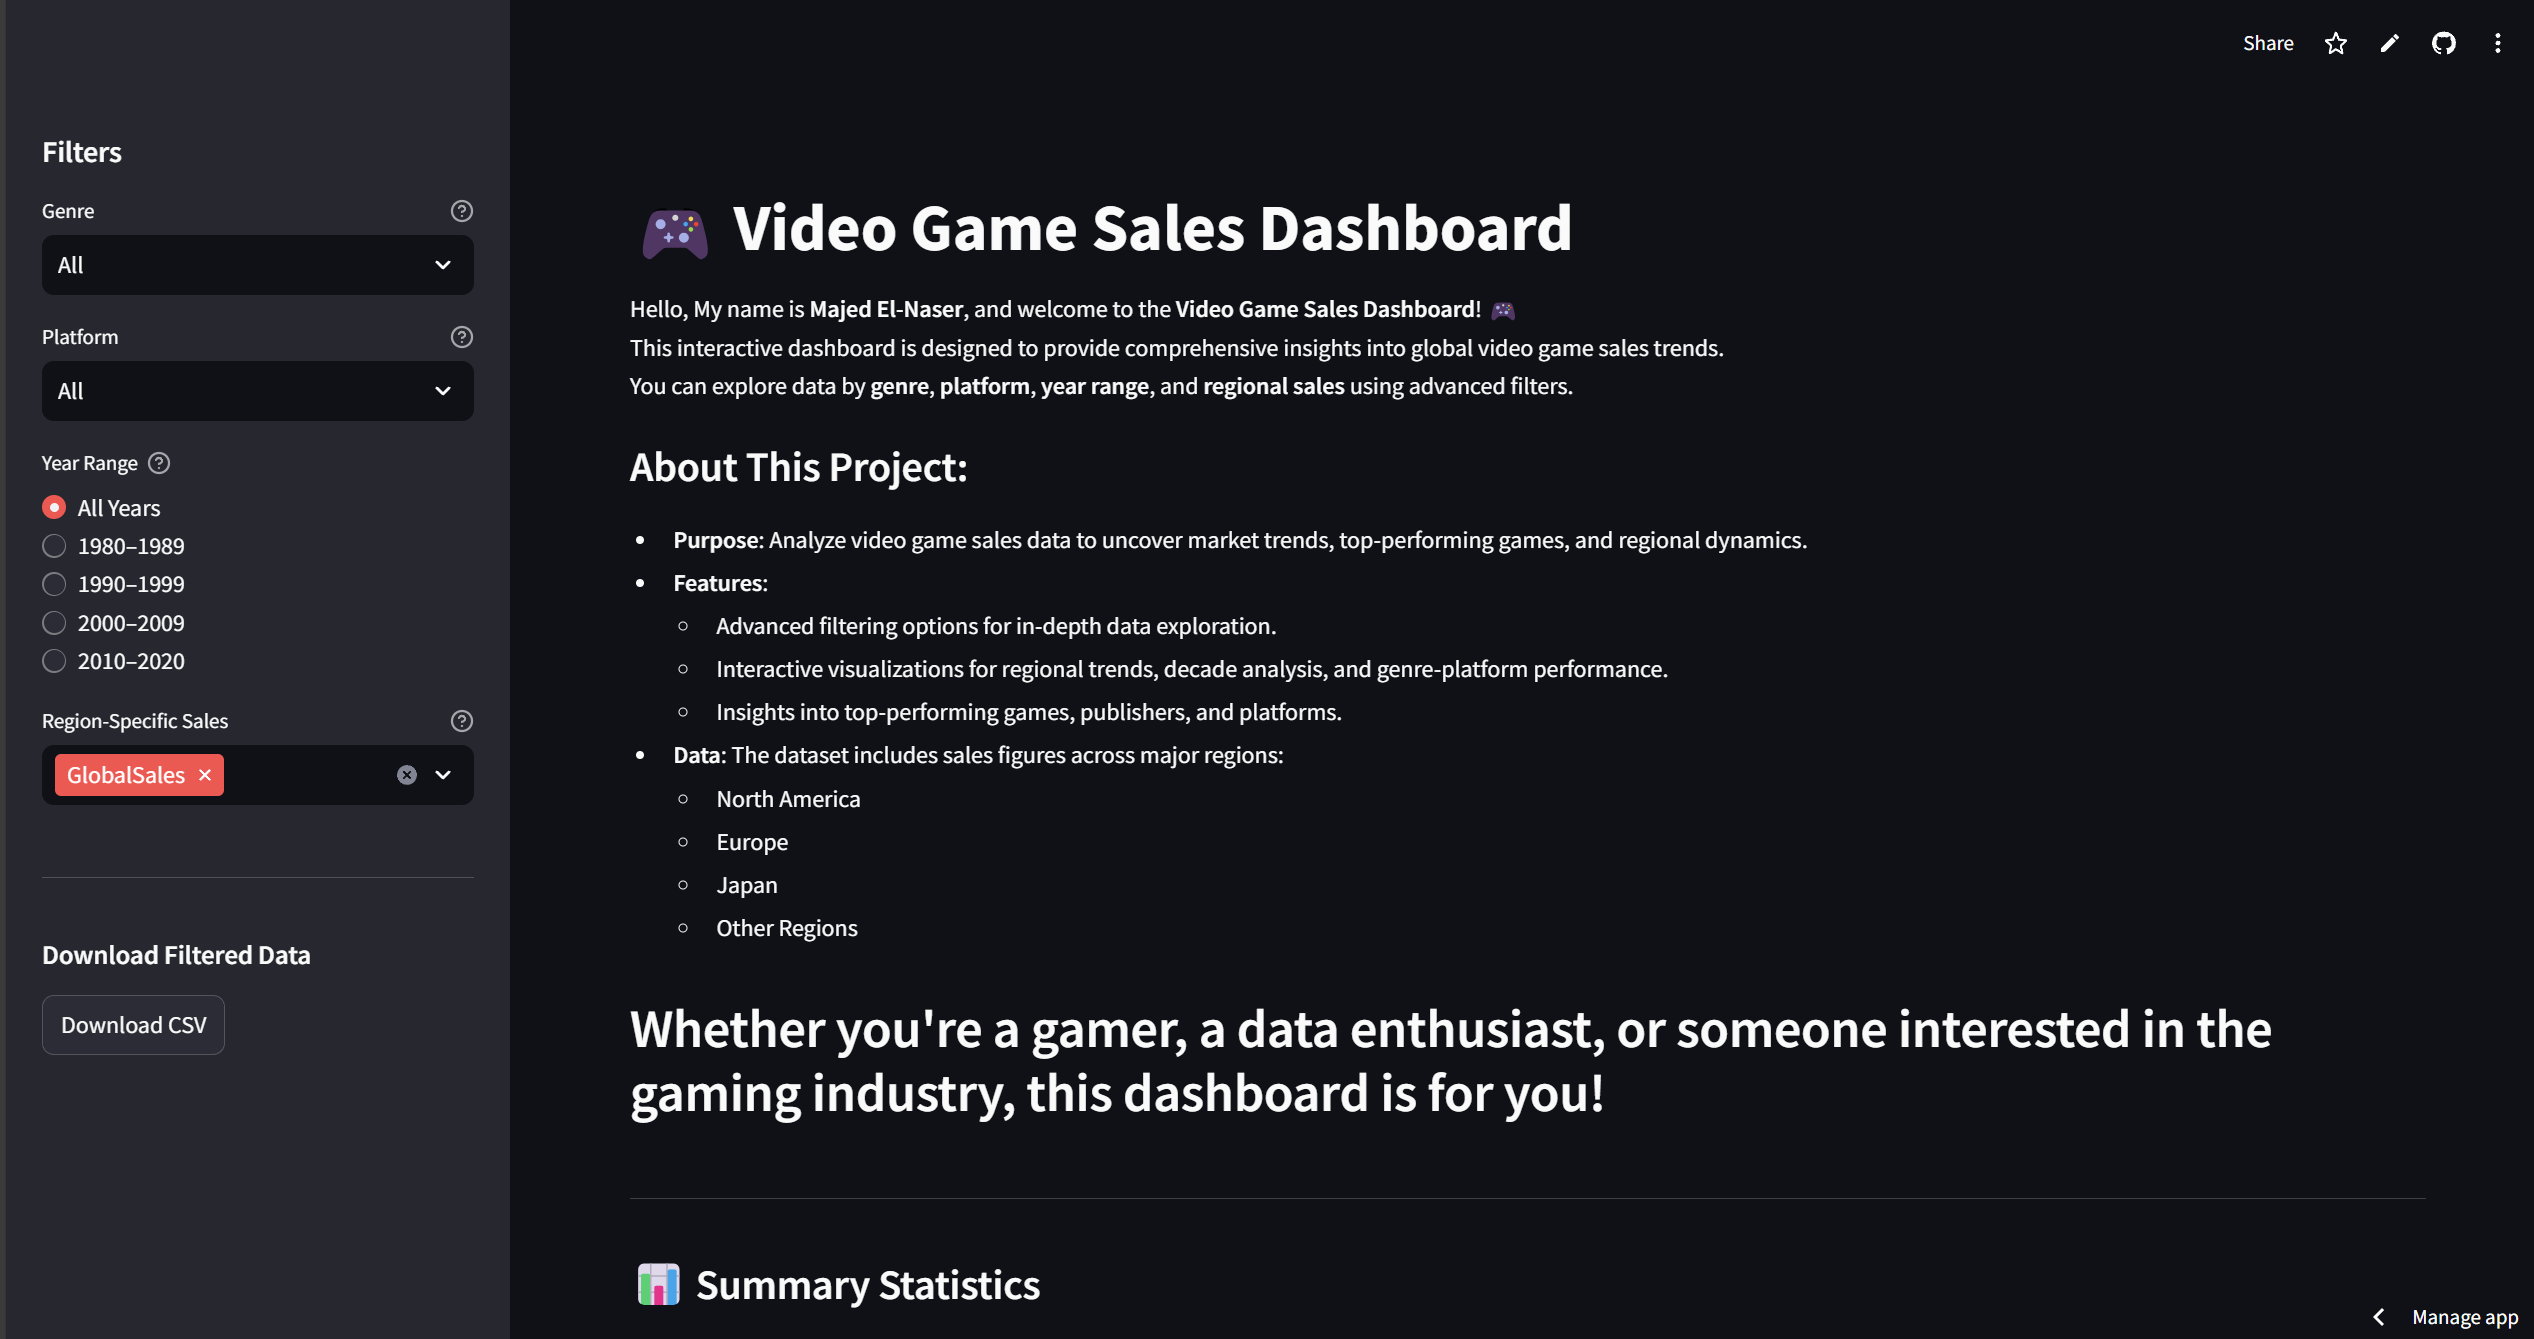 Share
Filters
Genre
All
Platform
All
Year Range
All Years
1980–1989
1990–1999
2000–2009
2010–2020
Region-Specific Sales
GlobalSales
Download Filtered Data
Download CSV
Video Game Sales Dashboard
Hello, My name is Majed El-Naser, and welcome to the Video Game Sales Dashboard!
This interactive dashboard is designed to provide comprehensive insights into global video game sales trends.
You can explore data by genre, platform, year range, and regional sales using advanced filters.
About This Project:
Purpose: Analyze video game sales data to uncover market trends, top-performing games, and regional dynamics.
Features:
Advanced filtering options for in-depth data exploration.
Interactive visualizations for regional trends, decade analysis, and genre-platform performance.
Insights into top-performing games, publishers, and platforms.
Data: The dataset includes sales figures across major regions:
North America
Europe
Japan
Other Regions
Whether you're a gamer, a data enthusiast, or someone interested in the
gaming industry, this dashboard is for you!
Summary Statistics
Manage app